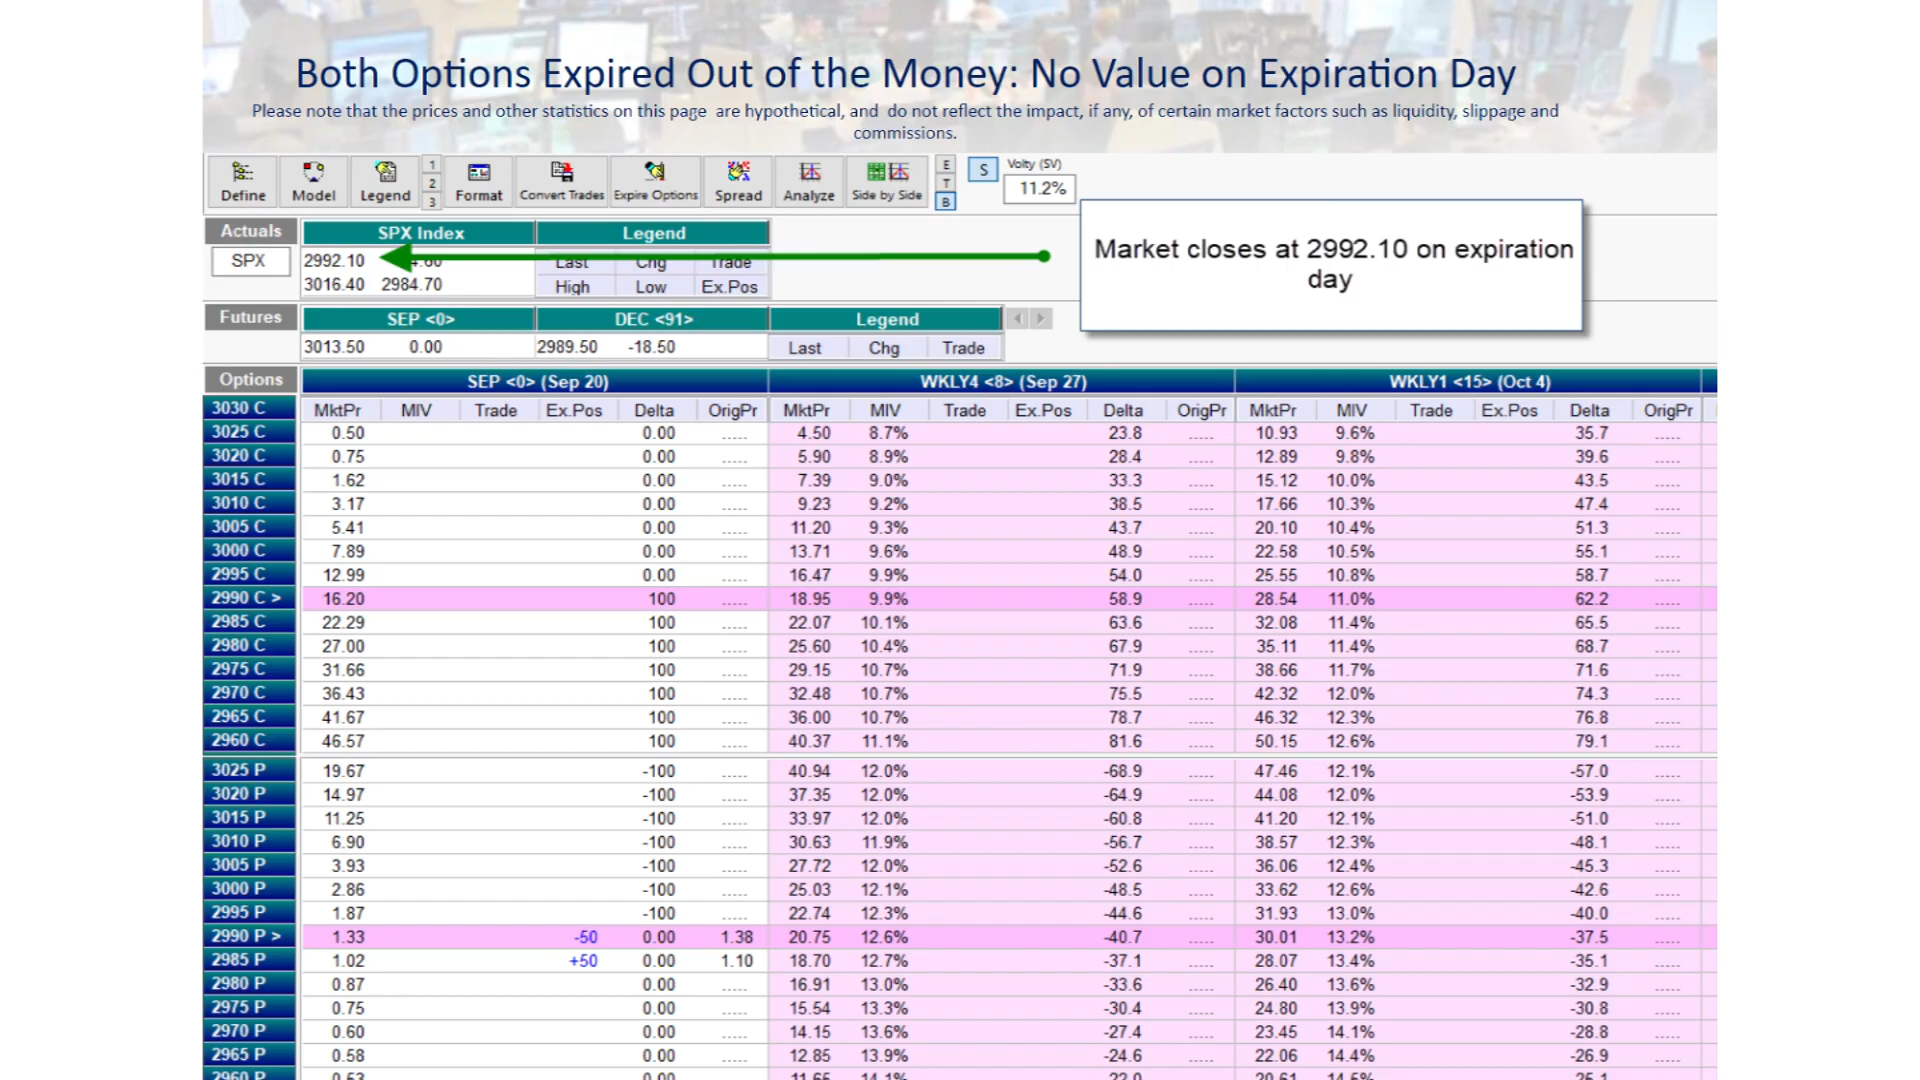 Both Options Expired Out of the Money: No Value on Expiration Day
Please note that the prices and other statistics on this page are hypothetical, and do not reflect the impact, if any, of certain market factors such as liquidity, slippage and
commissions.
Define Model Legend 1 2 3 Format Convert Trades Expire Options Spread Analyze Side by Side E T B S Volty (SV) 11.2%
Market closes at 2992.10 on expiration
day
Actuals SPX Index Legend
SPX 2992.10 Last Chg Trade
3016.40 2984.70 High Low Ex.Pos
Futures SEP <0> DEC <91> Legend
3013.50 0.00 2989.50 -18.50 Last Chg Trade
Options SEP <0> (Sep 20) WKLY4 <8> (Sep 27) WKLY1 <15> (Oct 4)
3030 C MktPr MIV Trade Ex.Pos Delta OrigPr MktPr MIV Trade Ex.Pos Delta OrigPr MktPr MIV Trade Ex.Pos Delta OrigPr
3025 C 0.50 0.00 ..... 4.50 8.7% 23.8 ..... 10.93 9.6% 35.7 .....
3020 C 0.75 0.00 ..... 5.90 8.9% 28.4 ..... 12.89 9.8% 39.6 .....
3015 C 1.62 0.00 ..... 7.39 9.0% 33.3 ..... 15.12 10.0% 43.5 .....
3010 C 3.17 0.00 ..... 9.23 9.2% 38.5 ..... 17.66 10.3% 47.4 .....
3005 C 5.41 0.00 ..... 11.20 9.3% 43.7 ..... 20.10 10.4% 51.3 .....
3000 C 7.89 0.00 ..... 13.71 9.6% 48.9 ..... 22.58 10.5% 55.1 .....
2995 C 12.99 0.00 ..... 16.47 9.9% 54.0 ..... 25.55 10.8% 58.7 .....
2990 C > 16.20 100 ..... 18.95 9.9% 58.9 ..... 28.54 11.0% 62.2 .....
2985 C 22.29 100 ..... 22.07 10.1% 63.6 ..... 32.08 11.4% 65.5 .....
2980 C 27.00 100 ..... 25.60 10.4% 67.9 ..... 35.11 11.4% 68.7 .....
2975 C 31.66 100 ..... 29.15 10.7% 71.9 ..... 38.66 11.7% 71.6 .....
2970 C 36.43 100 ..... 32.48 10.7% 75.5 ..... 42.32 12.0% 74.3 .....
2965 C 41.67 100 ..... 36.00 10.7% 78.7 ..... 46.32 12.3% 76.8 .....
2960 C 46.57 100 ..... 40.37 11.1% 81.6 ..... 50.15 12.6% 79.1 .....
3025 P 19.67 -100 ..... 40.94 12.0% -68.9 ..... 47.46 12.1% -57.0 .....
3020 P 14.97 -100 ..... 37.35 12.0% -64.9 ..... 44.08 12.0% -53.9 .....
3015 P 11.25 -100 ..... 33.97 12.0% -60.8 ..... 41.20 12.1% -51.0 .....
3010 P 6.90 -100 ..... 30.63 11.9% -56.7 ..... 38.57 12.3% -48.1 .....
3005 P 3.93 -100 ..... 27.72 12.0% -52.6 ..... 36.06 12.4% -45.3 .....
3000 P 2.86 -100 ..... 25.03 12.1% -48.5 ..... 33.62 12.6% -42.6 .....
2995 P 1.87 -100 ..... 22.74 12.3% -44.6 ..... 31.93 13.0% -40.0 .....
2990 P > 1.33 -50 0.00 1.38 20.75 12.6% -40.7 ..... 30.01 13.2% -37.5 .....
2985 P 1.02 +50 0.00 1.10 18.70 12.7% -37.1 ..... 28.07 13.4% -35.1 .....
2980 P 0.87 0.00 ..... 16.91 13.0% -33.6 ..... 26.40 13.6% -32.9 .....
2975 P 0.75 0.00 ..... 15.54 13.3% -30.4 ..... 24.80 13.9% -30.8 .....
2970 P 0.60 0.00 ..... 14.15 13.6% -27.4 ..... 23.45 14.1% -28.8 .....
2965 P 0.58 0.00 ..... 12.85 13.9% -24.6 ..... 22.06 14.4% -26.9 .....
2960 P